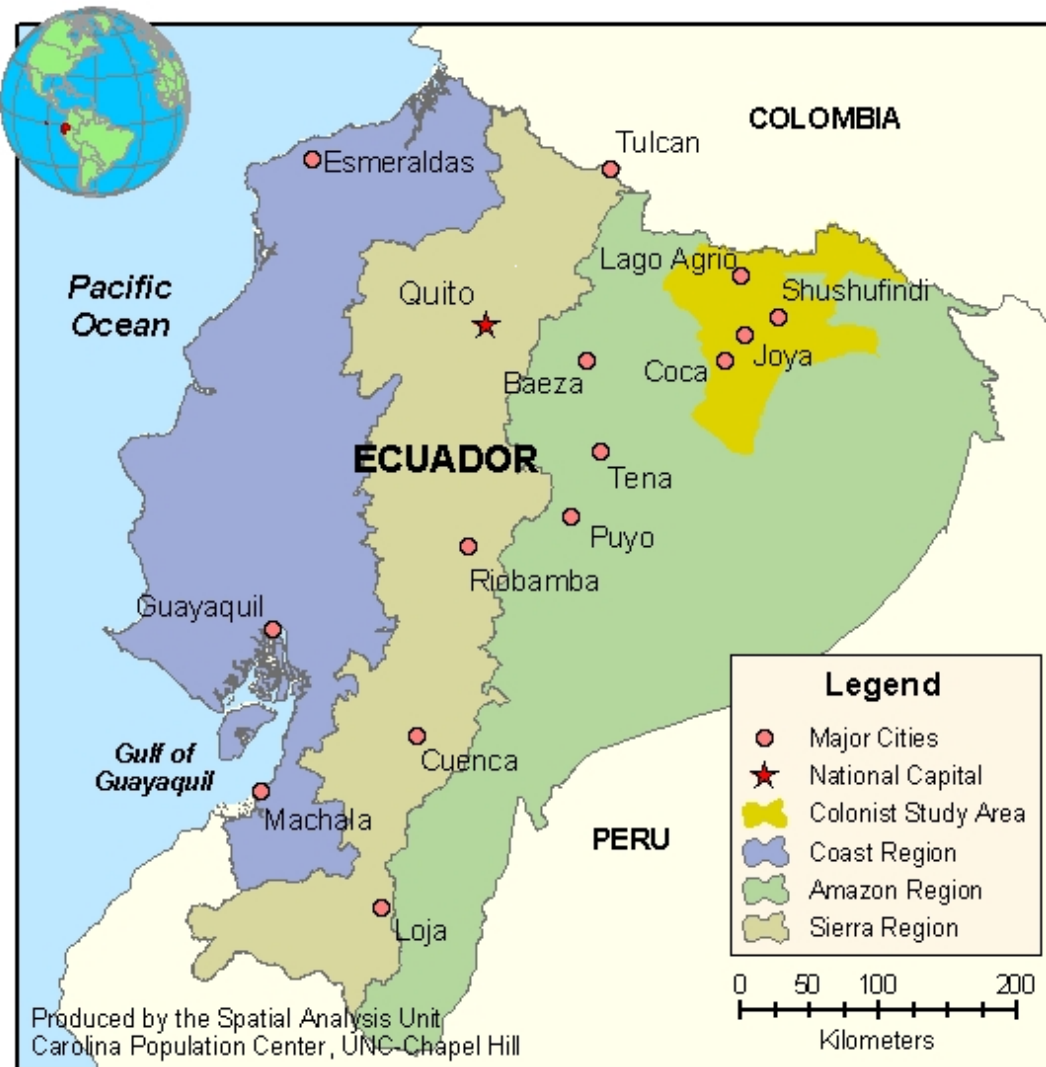 COLOMBIA
Tulcan
Esmeraldas
Lago Agrio
Pacific
Ocean
Quito
Shushufindi
Joya
Baeza
Coca
ECUADOR
Tena
Puyo
Riobamba
Guayaquil
Gulf of
Guayaquil
Cuenca
Machala
PERU
Loja
Legend
Major Cities
National Capital
Colonist Study Area
Coast Region
Amazon Region
Sierra Region
0 50 100 200
Kilometers
Produced by the Spatial Analysis Unit
Carolina Population Center, UNC-Chapel Hill